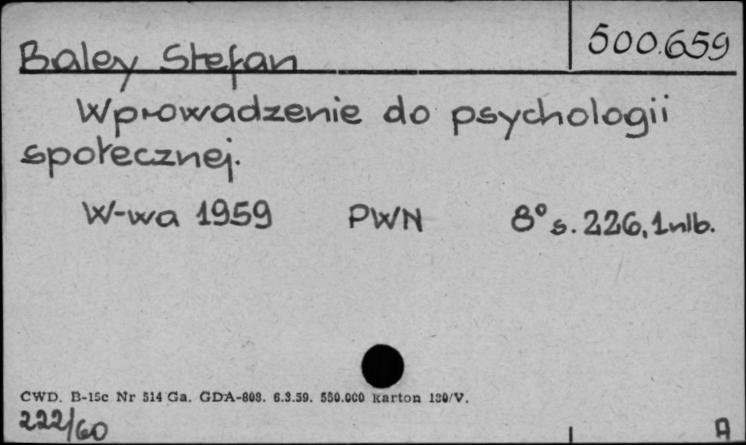 Baley Stefan
500.659
Wprowadzenie do psychologii
społecznej.
W-wa 1959 PWN 8° s. 226, 1 nlb.
CWD. B-15c Nr 514 Ga. GDA-808. 6.3.59. 550.000 Karton 130/V.
222/60
A